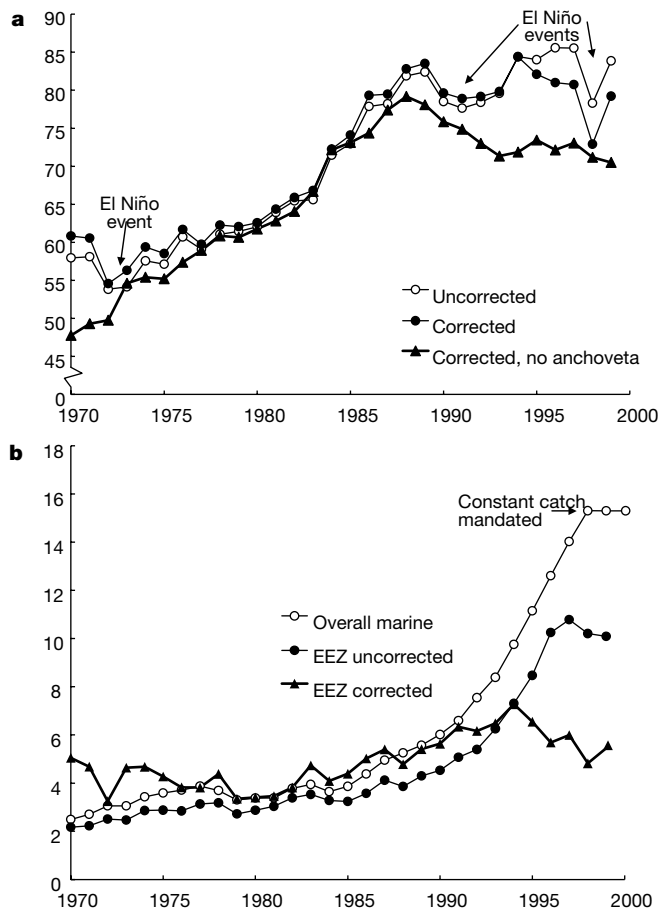 a
90
85
80
75
70
65
60
55
50
45
0
El Niño
event
El Niño
events
Uncorrected
Corrected
Corrected, no anchoveta
1970 1975 1980 1985 1990 1995 2000
b
18
16
14
12
10
8
6
4
2
0
Constant catch
mandated
Overall marine
EEZ uncorrected
EEZ corrected
1970 1975 1980 1985 1990 1995 2000